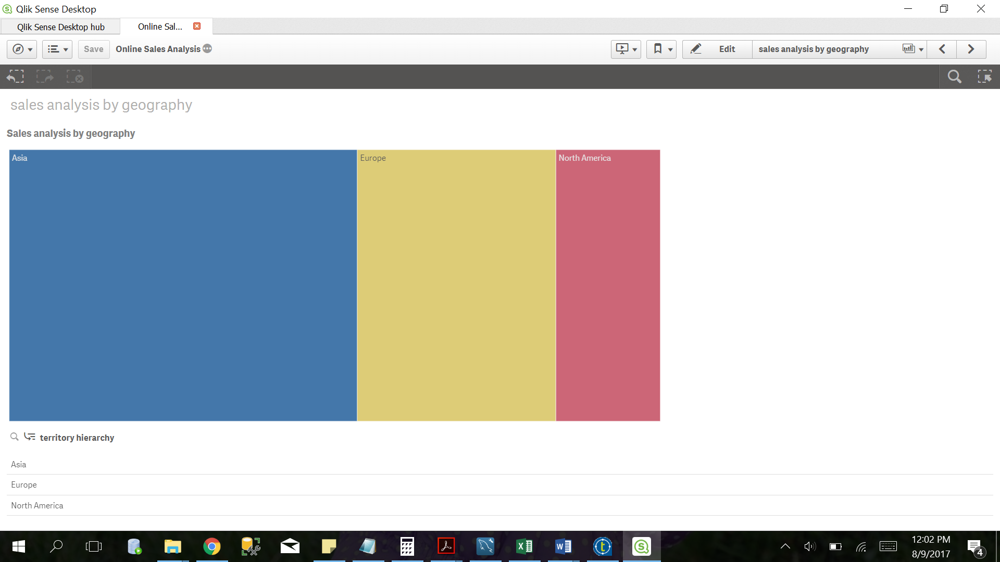 Qlik Sense Desktop
Qlik Sense Desktop hub
Online Sal...
Save
Online Sales Analysis
Edit
sales analysis by geography
sales analysis by geography
Sales analysis by geography
Asia
Europe
North America
territory hierarchy
Asia
Europe
North America
12:02 PM
8/9/2017
4